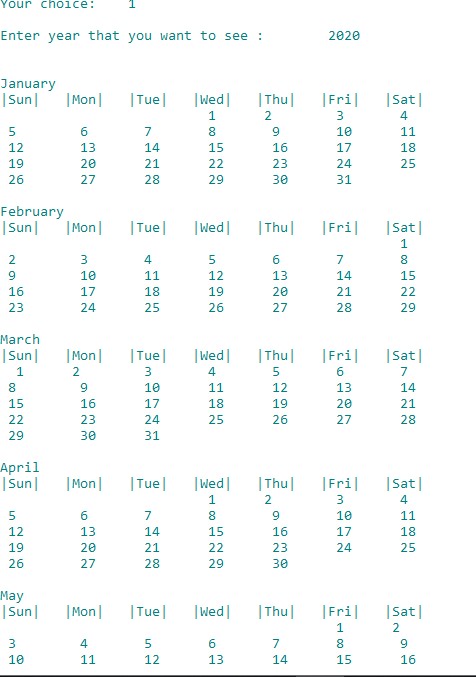 Your choice:    1
Enter year that you want to see :        2020
January
|Sun|   |Mon|   |Tue|   |Wed|   |Thu|   |Fri|   |Sat|
                          1      2        3       4
 5        6       7       8       9       10      11
 12       13      14      15      16      17      18
 19       20      21      22      23      24      25
 26       27      28      29      30      31
February
|Sun|   |Mon|   |Tue|   |Wed|   |Thu|   |Fri|   |Sat|
                                                  1
 2        3       4       5       6       7       8
 9        10      11      12      13      14      15
 16       17      18      19      20      21      22
 23       24      25      26      27      28      29
March
|Sun|   |Mon|   |Tue|   |Wed|   |Thu|   |Fri|   |Sat|
  1      2        3       4       5       6       7
 8        9       10      11      12      13      14
 15       16      17      18      19      20      21
 22       23      24      25      26      27      28
 29       30      31
April
|Sun|   |Mon|   |Tue|   |Wed|   |Thu|   |Fri|   |Sat|
                          1      2        3       4
 5        6       7       8       9       10      11
 12       13      14      15      16      17      18
 19       20      21      22      23      24      25
 26       27      28      29      30
May
|Sun|   |Mon|   |Tue|   |Wed|   |Thu|   |Fri|   |Sat|
                                          1      2
 3        4       5       6       7       8       9
 10       11      12      13      14      15      16